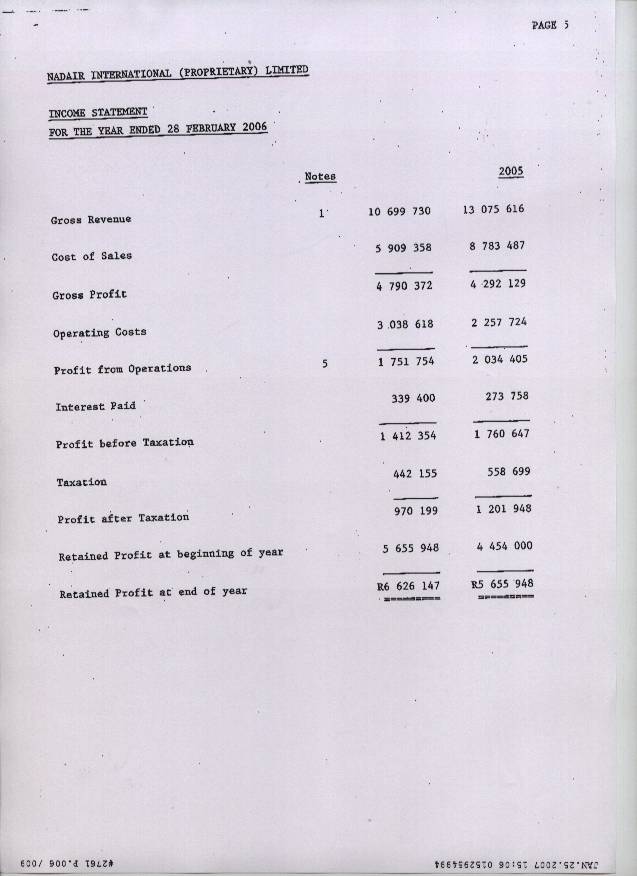 PAGE 5
NADAIR INTERNATIONAL (PROPRIETARY) LIMITED
INCOME STATEMENT
FOR THE YEAR ENDED 28 FEBRUARY 2006
Notes 2005
Gross Revenue 1 10 699 730 13 075 616
Cost of Sales 5 909 358 8 783 487
Gross Profit 4 790 372 4 292 129
Operating Costs 3 038 618 2 257 724
Profit from Operations 5 1 751 754 2 034 405
Interest Paid 339 400 273 758
Profit before Taxation 1 412 354 1 760 647
Taxation 442 155 558 699
Profit after Taxation 970 199 1 201 948
Retained Profit at beginning of year 5 655 948 4 454 000
Retained Profit at end of year R6 626 147 R5 655 948
JAN.25.2007 15:06 0152954994 #2761 P.006 /009